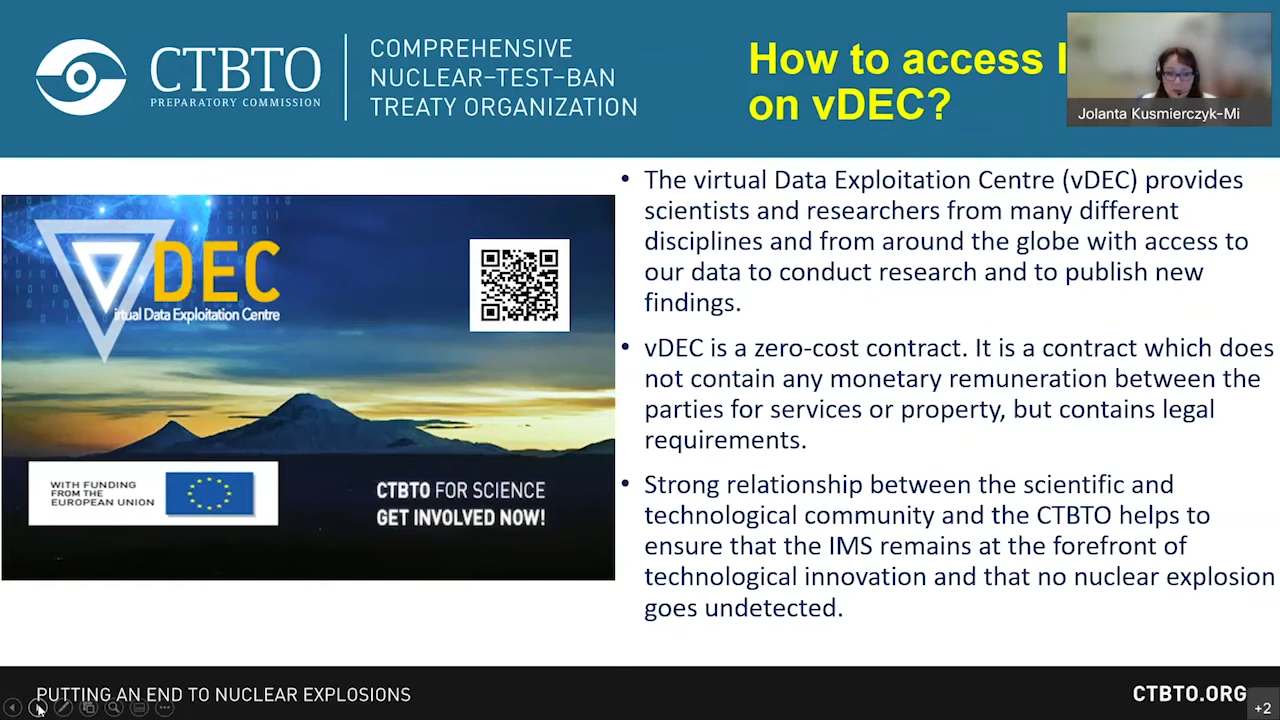 CTBTO
PREPARATORY COMMISSION
COMPREHENSIVE
NUCLEAR-TEST-BAN
TREATY ORGANIZATION
How to access
on vDEC?
Jolanta Kusmierczyk-Mi
DEC
irtual Data Exploitation Centre
WITH FUNDING
FROM THE
EUROPEAN UNION
CTBTO FOR SCIENCE
GET INVOLVED NOW!
• The virtual Data Exploitation Centre (vDEC) provides
scientists and researchers from many different
disciplines and from around the globe with access to
our data to conduct research and to publish new
findings.
• vDEC is a zero-cost contract. It is a contract which does
not contain any monetary remuneration between the
parties for services or property, but contains legal
requirements.
• Strong relationship between the scientific and
technological community and the CTBTO helps to
ensure that the IMS remains at the forefront of
technological innovation and that no nuclear explosion
goes undetected.
PUTTING AN END TO NUCLEAR EXPLOSIONS
CTBTO.ORG
+2